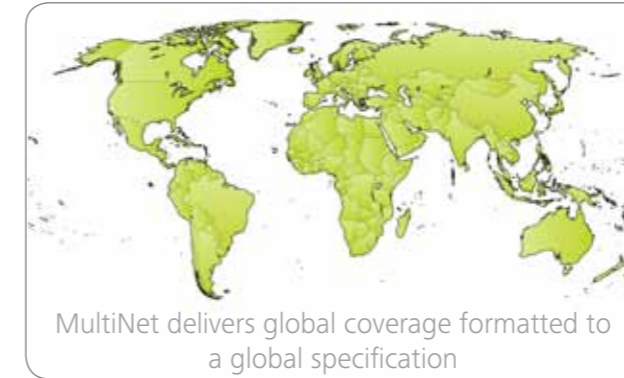 MultiNet delivers global coverage formatted to
a global specification